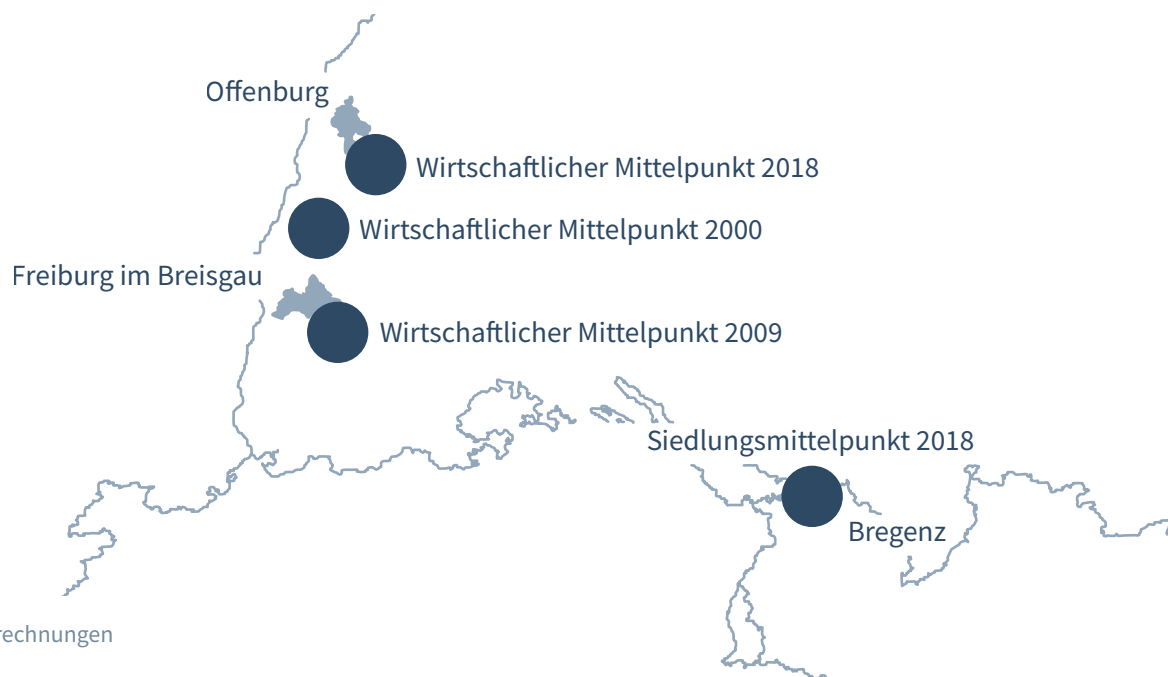 Offenburg
Wirtschaftlicher Mittelpunkt 2018
Wirtschaftlicher Mittelpunkt 2000
Freiburg im Breisgau
Wirtschaftlicher Mittelpunkt 2009
Siedlungsmittelpunkt 2018
Bregenz
rechnungen